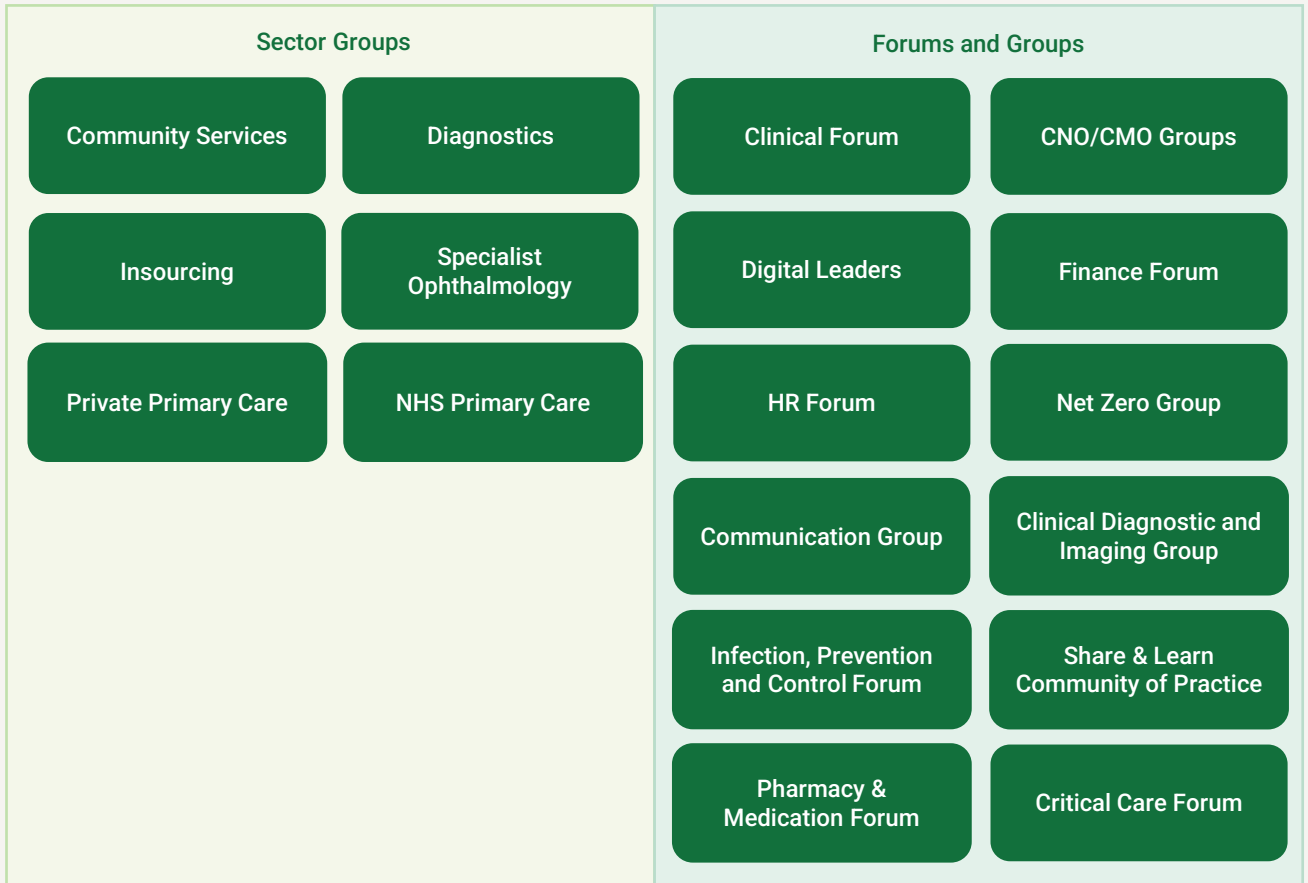 Sector Groups
Community Services
Diagnostics
Insourcing
Specialist
Ophthalmology
Private Primary Care
NHS Primary Care
Forums and Groups
Clinical Forum
CNO/CMO Groups
Digital Leaders
Finance Forum
HR Forum
Net Zero Group
Communication Group
Clinical Diagnostic and
Imaging Group
Infection, Prevention
and Control Forum
Share & Learn
Community of Practice
Pharmacy &
Medication Forum
Critical Care Forum